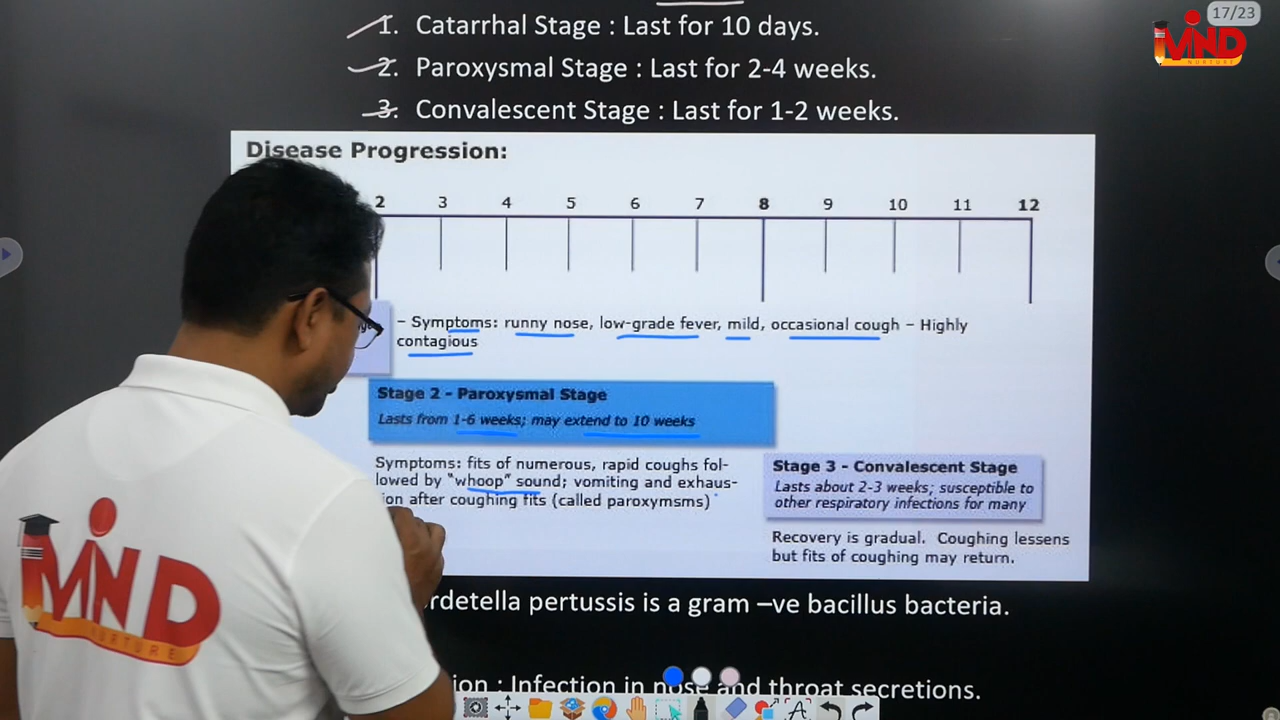 17/23
MIND
NURTURE
1. Catarrhal Stage : Last for 10 days.
2. Paroxysmal Stage : Last for 2-4 weeks.
3. Convalescent Stage : Last for 1-2 weeks.
Disease Progression:
2 3 4 5 6 7 8 9 10 11 12
– Symptoms: runny nose, low-grade fever, mild, occasional cough – Highly
contagious
Stage 2 - Paroxysmal Stage
Lasts from 1-6 weeks; may extend to 10 weeks
Symptoms: fits of numerous, rapid coughs fol-
lowed by "whoop" sound; vomiting and exhaus-
ion after coughing fits (called paroxymsms)
Stage 3 - Convalescent Stage
Lasts about 2-3 weeks; susceptible to
other respiratory infections for many
Recovery is gradual. Coughing lessens
but fits of coughing may return.
rdetella pertussis is a gram –ve bacillus bacteria.
ion : Infection in nose and throat secretions.
MIND
NURTURE